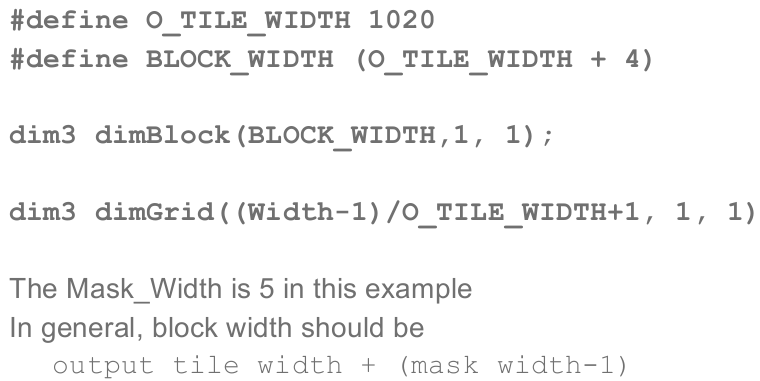 #define O_TILE_WIDTH 1020
#define BLOCK_WIDTH (O_TILE_WIDTH + 4)
dim3 dimBlock(BLOCK_WIDTH,1, 1);
dim3 dimGrid((Width-1)/O_TILE_WIDTH+1, 1, 1)
The Mask_Width is 5 in this example
In general, block width should be
output tile width + (mask width-1)